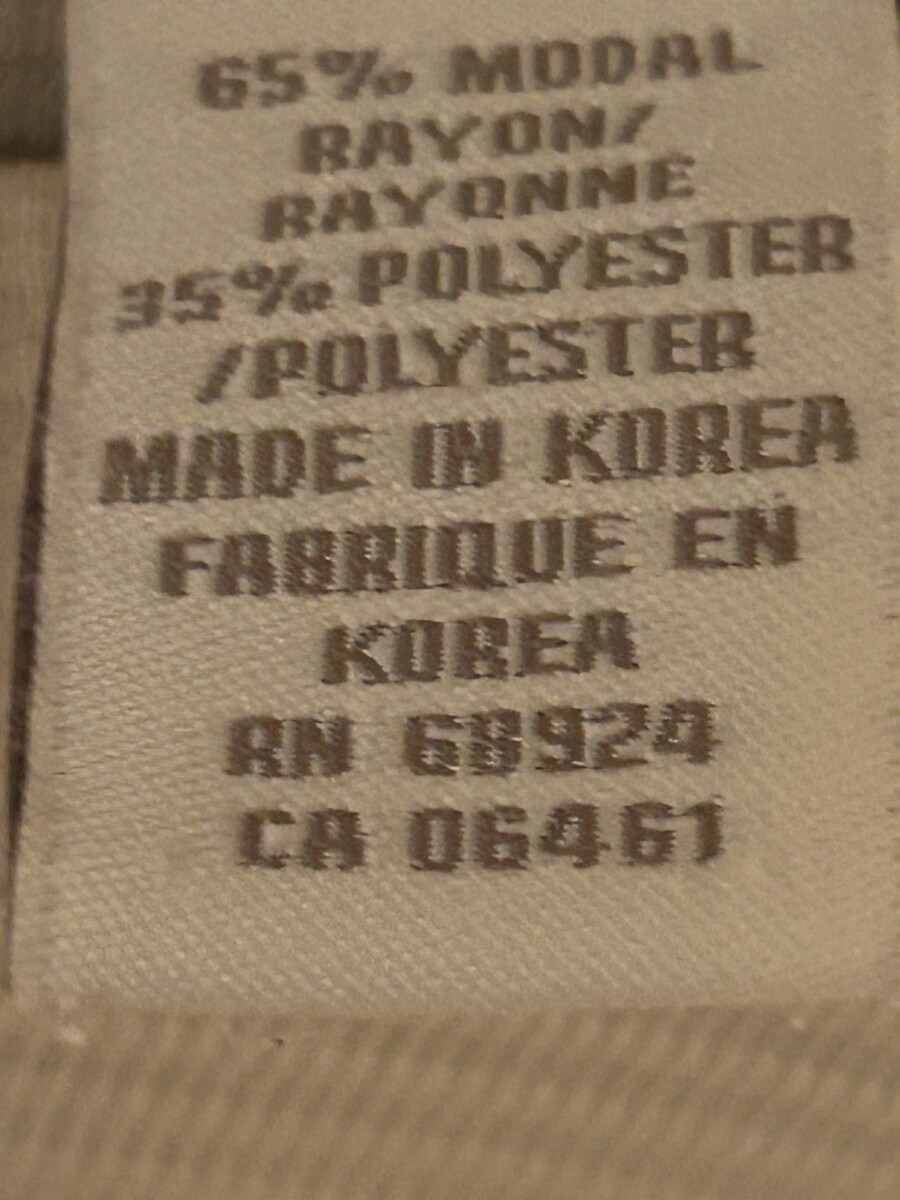 65% MODAL
RAYON/
RAYONNE
35% POLYESTER
/POLYESTER
MADE IN KOREA
FABRIQUE EN
KOREA
RN 68924
CA 06461